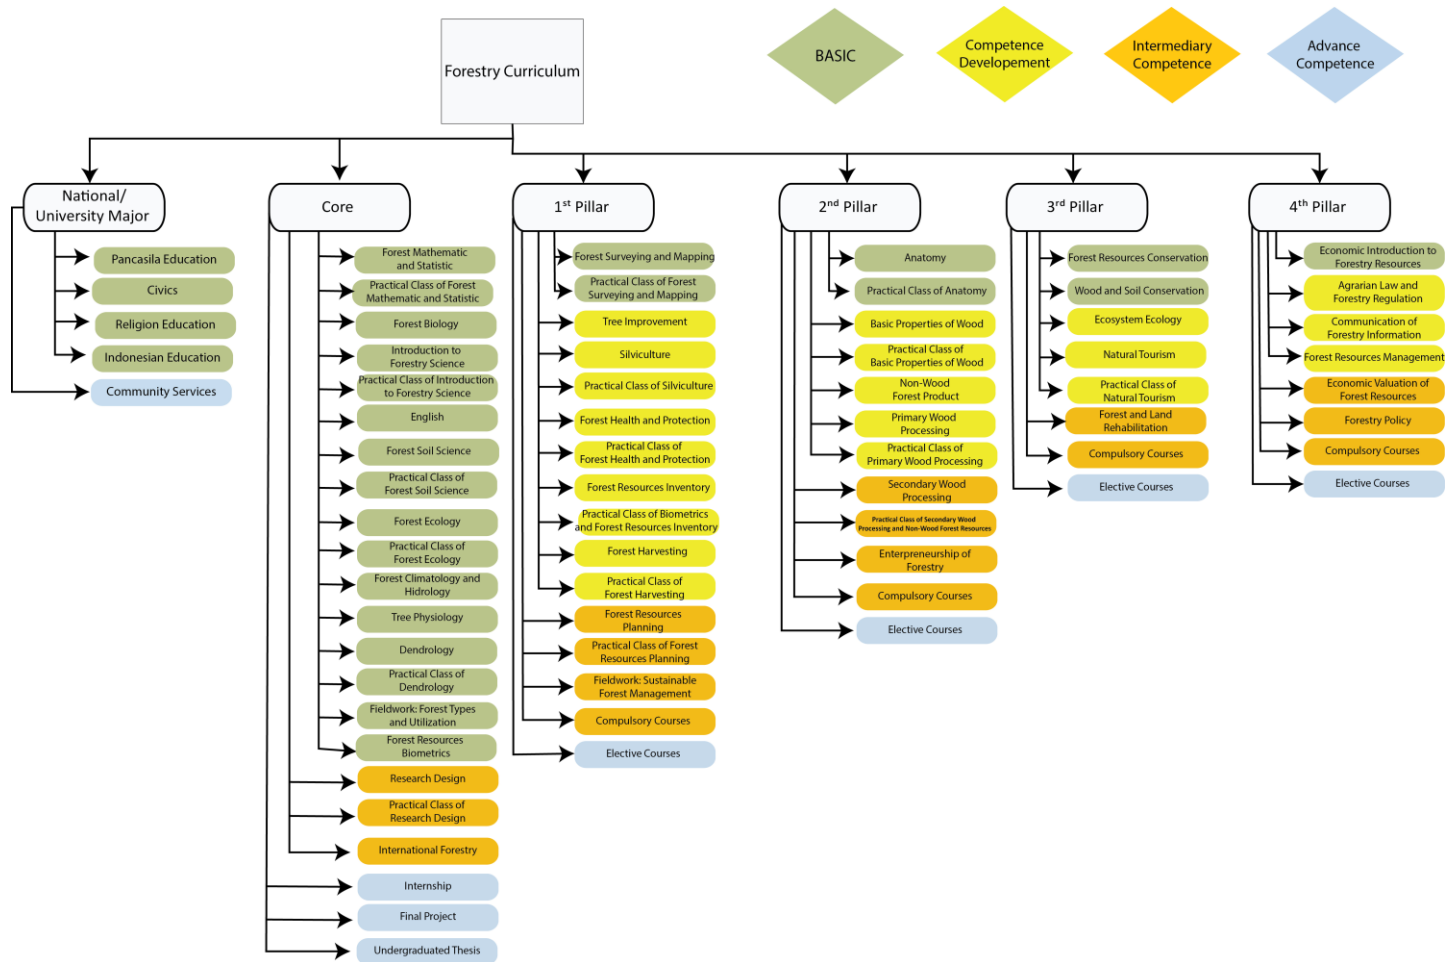 Forestry Curriculum
BASIC
Competence
Developement
Intermediary
Competence
Advance
Competence
National/
University Major
Pancasila Education
Civics
Religion Education
Indonesian Education
Community Services
Core
Forest Mathematic
and Statistic
Practical Class of Forest
Mathematic and Statistic
Forest Biology
Introduction to
Forestry Science
Practical Class of Introduction
to Forestry Science
English
Forest Soil Science
Practical Class of
Forest Soil Science
Forest Ecology
Practical Class of
Forest Ecology
Forest Climatology and
Hidrology
Tree Physiology
Dendrology
Practical Class of
Dendrology
Fieldwork: Forest Types
and Utilization
Forest Resources
Biometrics
Research Design
Practical Class of
Research Design
International Forestry
Internship
Final Project
Undergraduated Thesis
1st Pillar
Forest Surveying and Mapping
Practical Class of Forest
Surveying and Mapping
Tree Improvement
Silviculture
Practical Class of Silviculture
Forest Health and Protection
Practical Class of
Forest Health and Protection
Forest Resources Inventory
Practical Class of Biometrics
and Forest Resources Inventory
Forest Harvesting
Practical Class of
Forest Harvesting
Forest Resources
Planning
Practical Class of Forest
Resources Planning
Fieldwork: Sustainable
Forest Management
Compulsory Courses
Elective Courses
2nd Pillar
Anatomy
Practical Class of Anatomy
Basic Properties of Wood
Practical Class of
Basic Properties of Wood
Non-Wood
Forest Product
Primary Wood
Processing
Practical Class of
Primary Wood Processing
Secondary Wood
Processing
Practical Class of Secondary Wood
Processing and Non-Wood Forest Resources
Enterpreneurship of
Forestry
Compulsory Courses
Elective Courses
3rd Pillar
Forest Resources Conservation
Wood and Soil Conservation
Ecosystem Ecology
Natural Tourism
Practical Class of
Natural Tourism
Forest and Land
Rehabilitation
Compulsory Courses
Elective Courses
4th Pillar
Economic Introduction to
Forestry Resources
Agrarian Law and
Forestry Regulation
Communication of
Forestry Information
Forest Resources Management
Economic Valuation of
Forest Resources
Forestry Policy
Compulsory Courses
Elective Courses